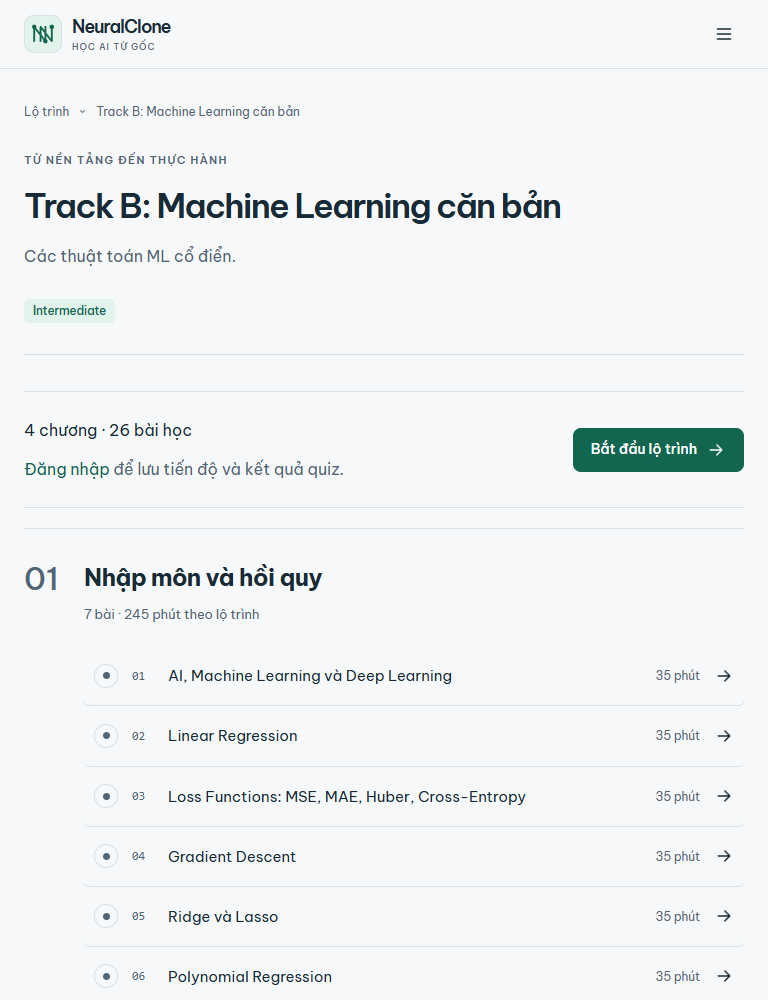 NeuralClone
HỌC AI TỪ GỐC
Lộ trình
Track B: Machine Learning căn bản
TỪ NỀN TẢNG ĐẾN THỰC HÀNH
Track B: Machine Learning căn bản
Các thuật toán ML cổ điển.
Intermediate
4 chương · 26 bài học
Đăng nhập để lưu tiến độ và kết quả quiz.
Bắt đầu lộ trình
01 Nhập môn và hồi quy
7 bài · 245 phút theo lộ trình
01 AI, Machine Learning và Deep Learning 35 phút
02 Linear Regression 35 phút
03 Loss Functions: MSE, MAE, Huber, Cross-Entropy 35 phút
04 Gradient Descent 35 phút
05 Ridge và Lasso 35 phút
06 Polynomial Regression 35 phút